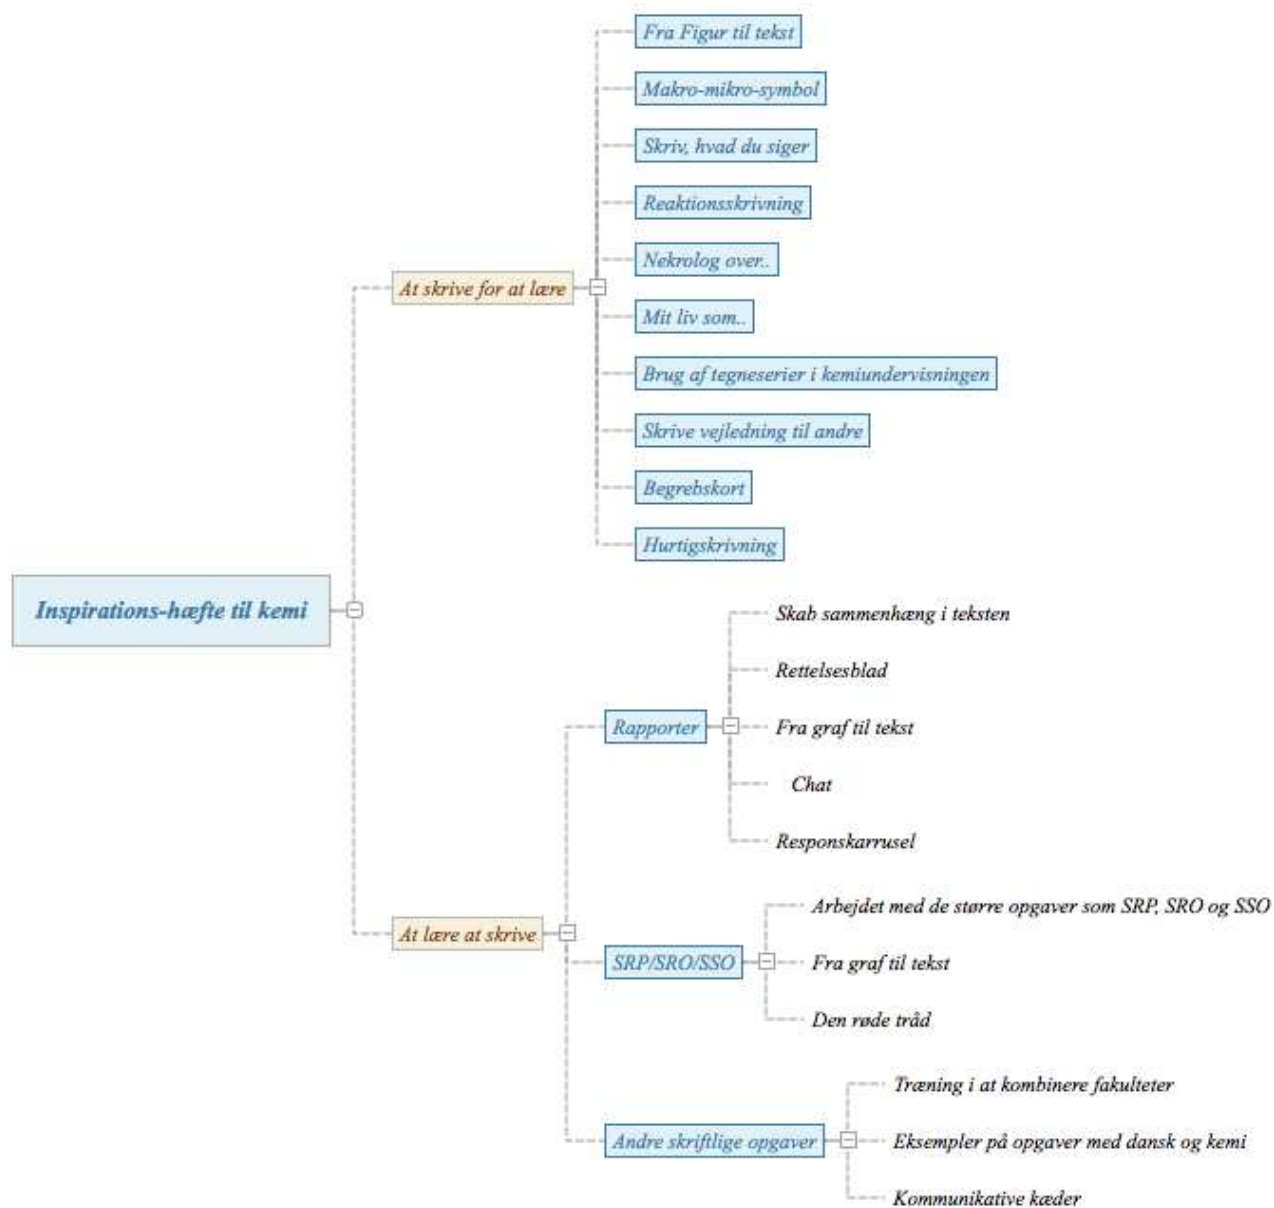 Inspirations-hæfte til kemi
At skrive for at lære
Fra Figur til tekst
Makro-mikro-symbol
Skriv, hvad du siger
Reaktionsskrivning
Nekrolog over..
Mit liv som..
Brug af tegneserier i kemiundervisningen
Skrive vejledning til andre
Begrebskort
Hurtigskrivning
At lære at skrive
Rapporter
Skab sammenhæng i teksten
Rettelsesblad
Fra graf til tekst
Chat
Responskarrusel
SRP/SRO/SSO
Arbejdet med de større opgaver som SRP, SRO og SSO
Fra graf til tekst
Den røde tråd
Andre skriftlige opgaver
Træning i at kombinere fakulteter
Eksempler på opgaver med dansk og kemi
Kommunikative kæder